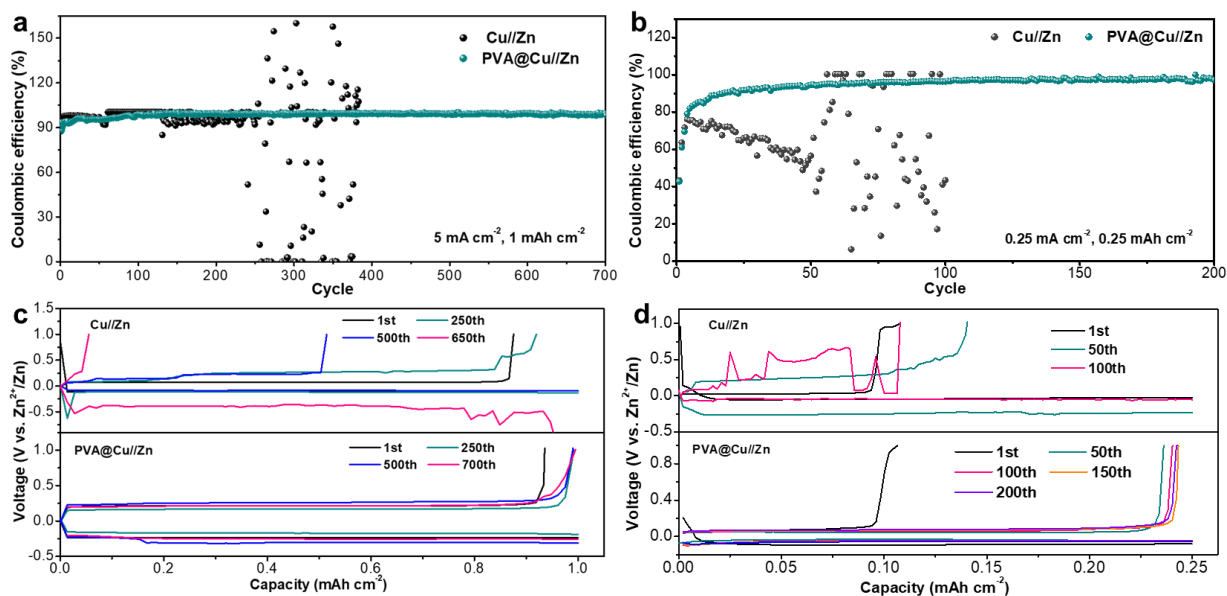 a
Coulombic efficiency (%)
150
120
90
60
30
0
Cu//Zn
PVA@Cu//Zn
5 mA cm⁻², 1 mAh cm⁻²
0 100 200 300 400 500 600 700
Cycle
b
Coulombic efficiency (%)
120
100
80
60
40
20
0
Cu//Zn
PVA@Cu//Zn
0.25 mA cm⁻², 0.25 mAh cm⁻²
0 50 100 150 200
Cycle
c
Voltage (V vs. Zn²⁺/Zn)
1.5
1.0
0.5
0.0
-0.5
Cu//Zn
1st 250th
500th 650th
1.0
0.5
0.0
-0.5
PVA@Cu//Zn
1st 250th
500th 700th
0.0 0.2 0.4 0.6 0.8 1.0
Capacity (mAh cm⁻²)
d
Voltage (V vs. Zn²⁺/Zn)
1.0
0.5
0.0
-0.5
Cu//Zn
1st
50th
100th
0.8
0.4
0.0
PVA@Cu//Zn
1st 50th
100th 150th
200th
0.00 0.05 0.10 0.15 0.20 0.25
Capacity (mAh cm⁻²)